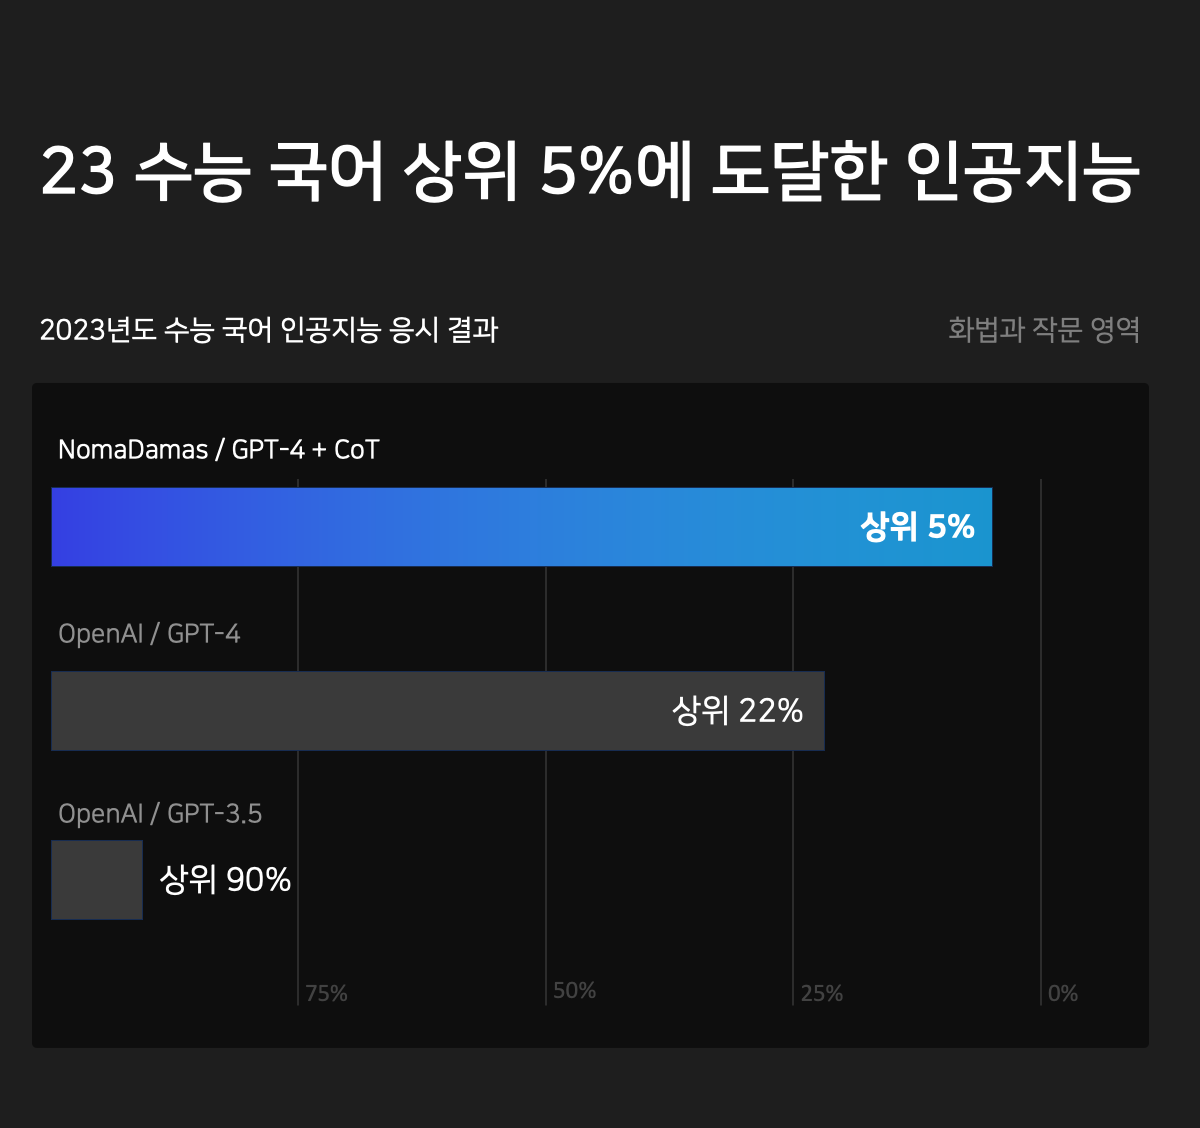 23 수능 국어 상위 5%에 도달한 인공지능
2023년도 수능 국어 인공지능 응시 결과
화법과 작문 영역
NomaDamas / GPT-4 + CoT
상위 5%
OpenAI / GPT-4
상위 22%
OpenAI / GPT-3.5
상위 90%
75%
50%
25%
0%